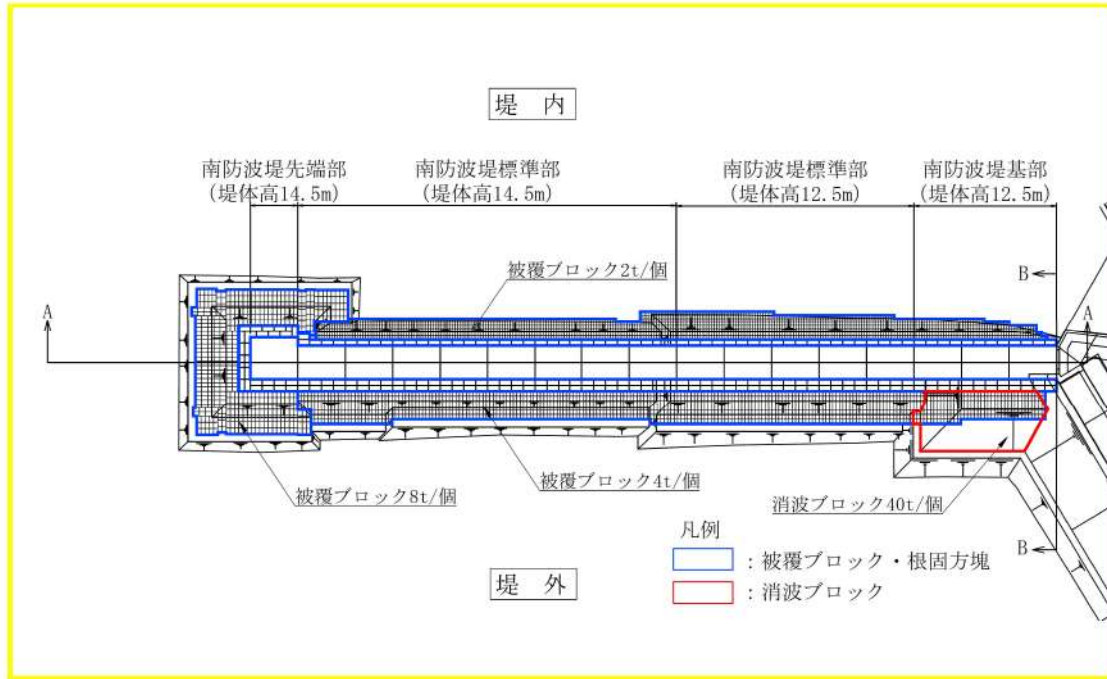 堤 内
南防波堤先端部
(堤体高14.5m)
南防波堤標準部
(堤体高14.5m)
南防波堤標準部
(堤体高12.5m)
南防波堤基部
(堤体高12.5m)
被覆ブロック2t/個
B
A
A
被覆ブロック8t/個
被覆ブロック4t/個
消波ブロック40t/個
凡例
B
:被覆ブロック・根固方塊
:消波ブロック
堤 外